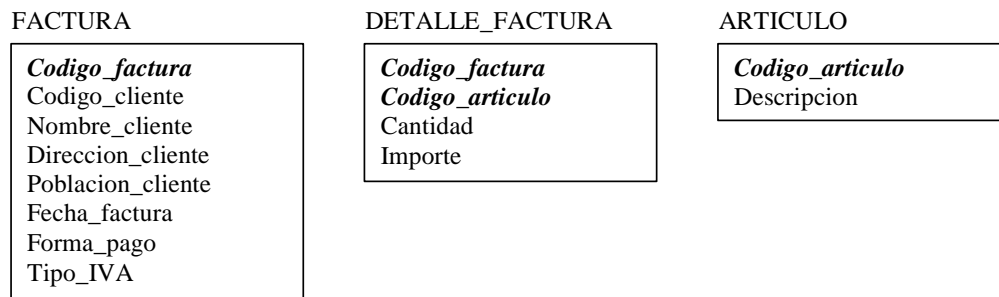 FACTURA
Codigo_factura
Codigo_cliente
Nombre_cliente
Direccion_cliente
Poblacion_cliente
Fecha_factura
Forma_pago
Tipo_IVA
DETALLE_FACTURA
Codigo_factura
Codigo_articulo
Cantidad
Importe
ARTICULO
Codigo_articulo
Descripcion